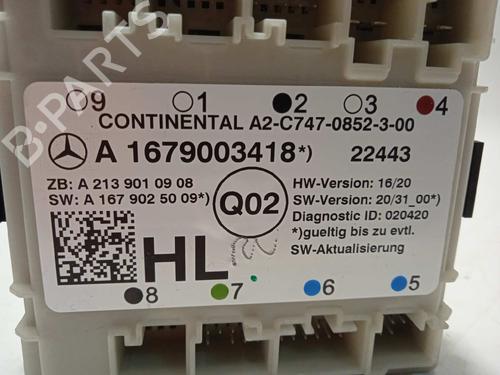 B-PARTS
9 1 2 3 4
CONTINENTAL A2-C747-0852-3-00
A 1679003418*) 22443
ZB: A 213 901 09 08
SW: A 167 902 50 09*)
Q02
HW-Version: 16/20
SW-Version: 20/31_00*)
Diagnostic ID: 020420
*)gueltig bis zu evtl.
SW-Aktualisierung
HL
8 7 6 5